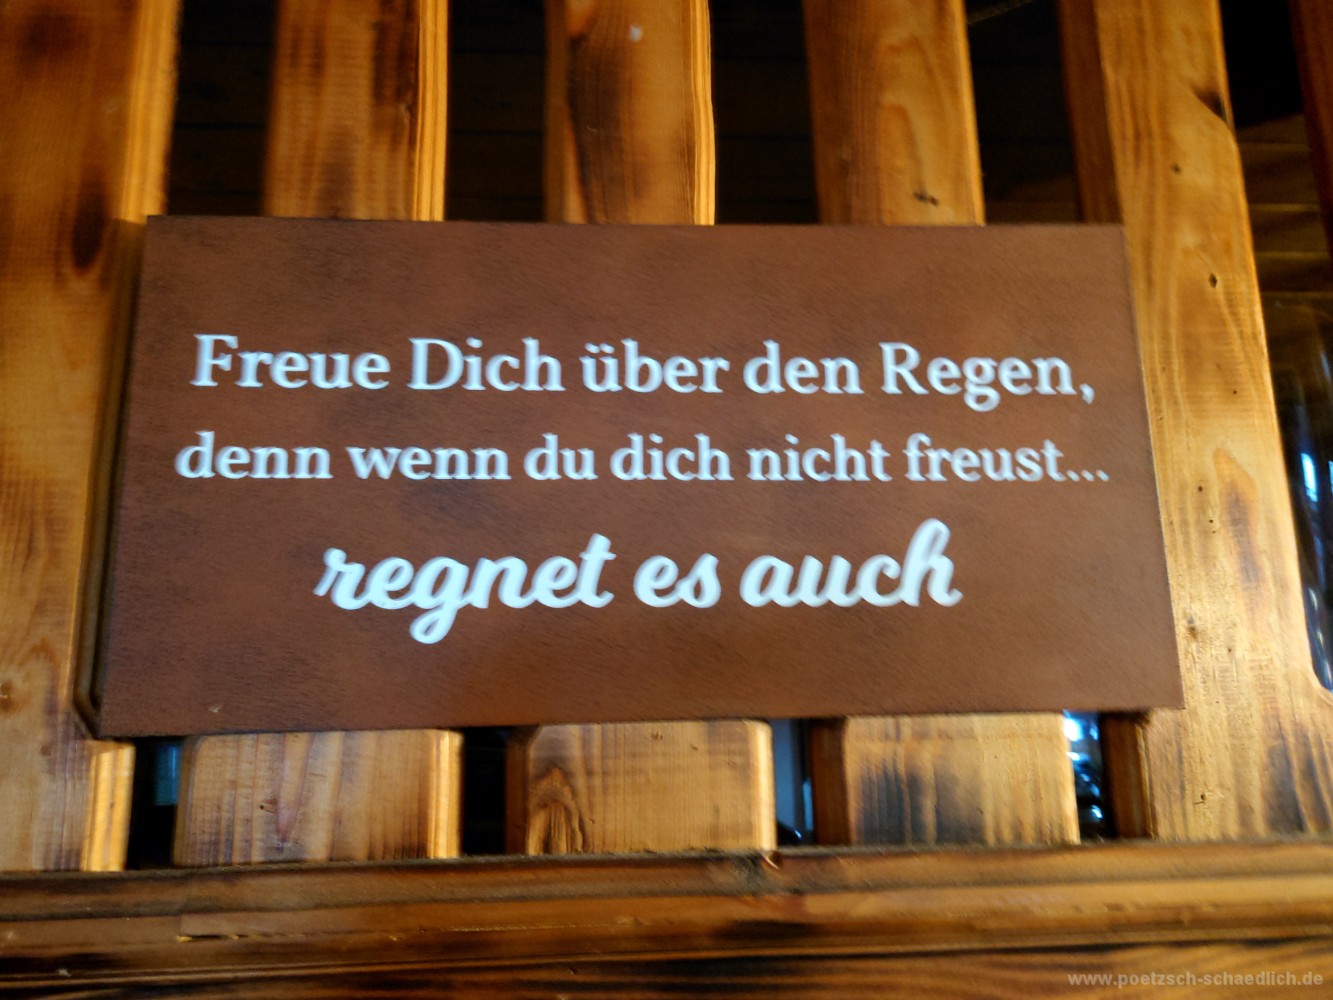 Freue Dich über den Regen,
denn wenn du dich nicht freust...
regnet es auch
www.poetzsch-schaedlich.de